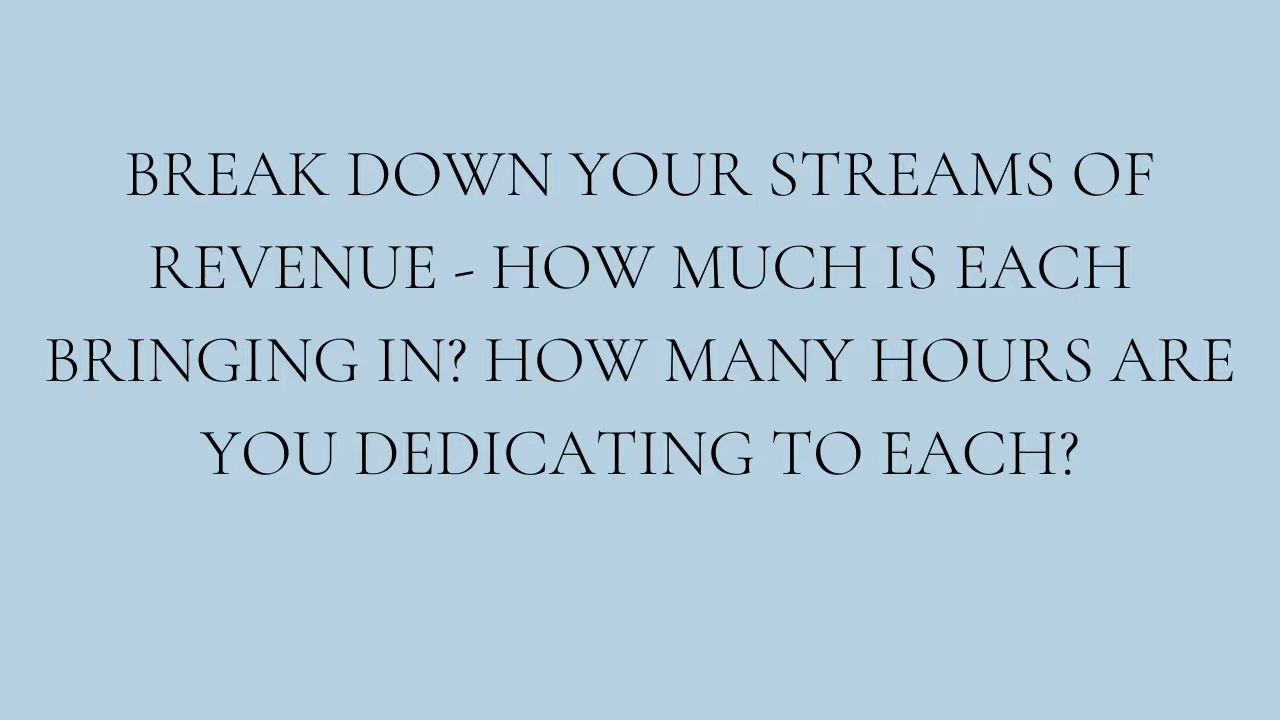 BREAK DOWN YOUR STREAMS OF
REVENUE - HOW MUCH IS EACH
BRINGING IN? HOW MANY HOURS ARE
YOU DEDICATING TO EACH?